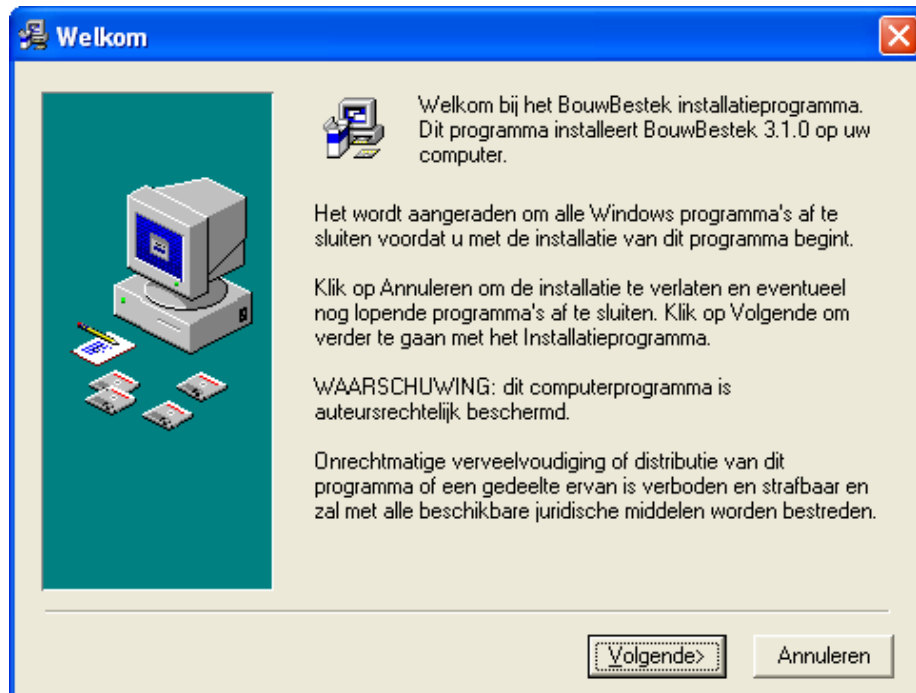 Welkom
Welkom bij het BouwBestek installatieprogramma.
Dit programma installeert BouwBestek 3.1.0 op uw
computer.
Het wordt aangeraden om alle Windows programma's af te
sluiten voordat u met de installatie van dit programma begint.
Klik op Annuleren om de installatie te verlaten en eventueel
nog lopende programma's af te sluiten. Klik op Volgende om
verder te gaan met het Installatieprogramma.
WAARSCHUWING: dit computerprogramma is
auteursrechtelijk beschermd.
Onrechtmatige verveelvoudiging of distributie van dit
programma of een gedeelte ervan is verboden en strafbaar en
zal met alle beschikbare juridische middelen worden bestreden.
Volgende>
Annuleren